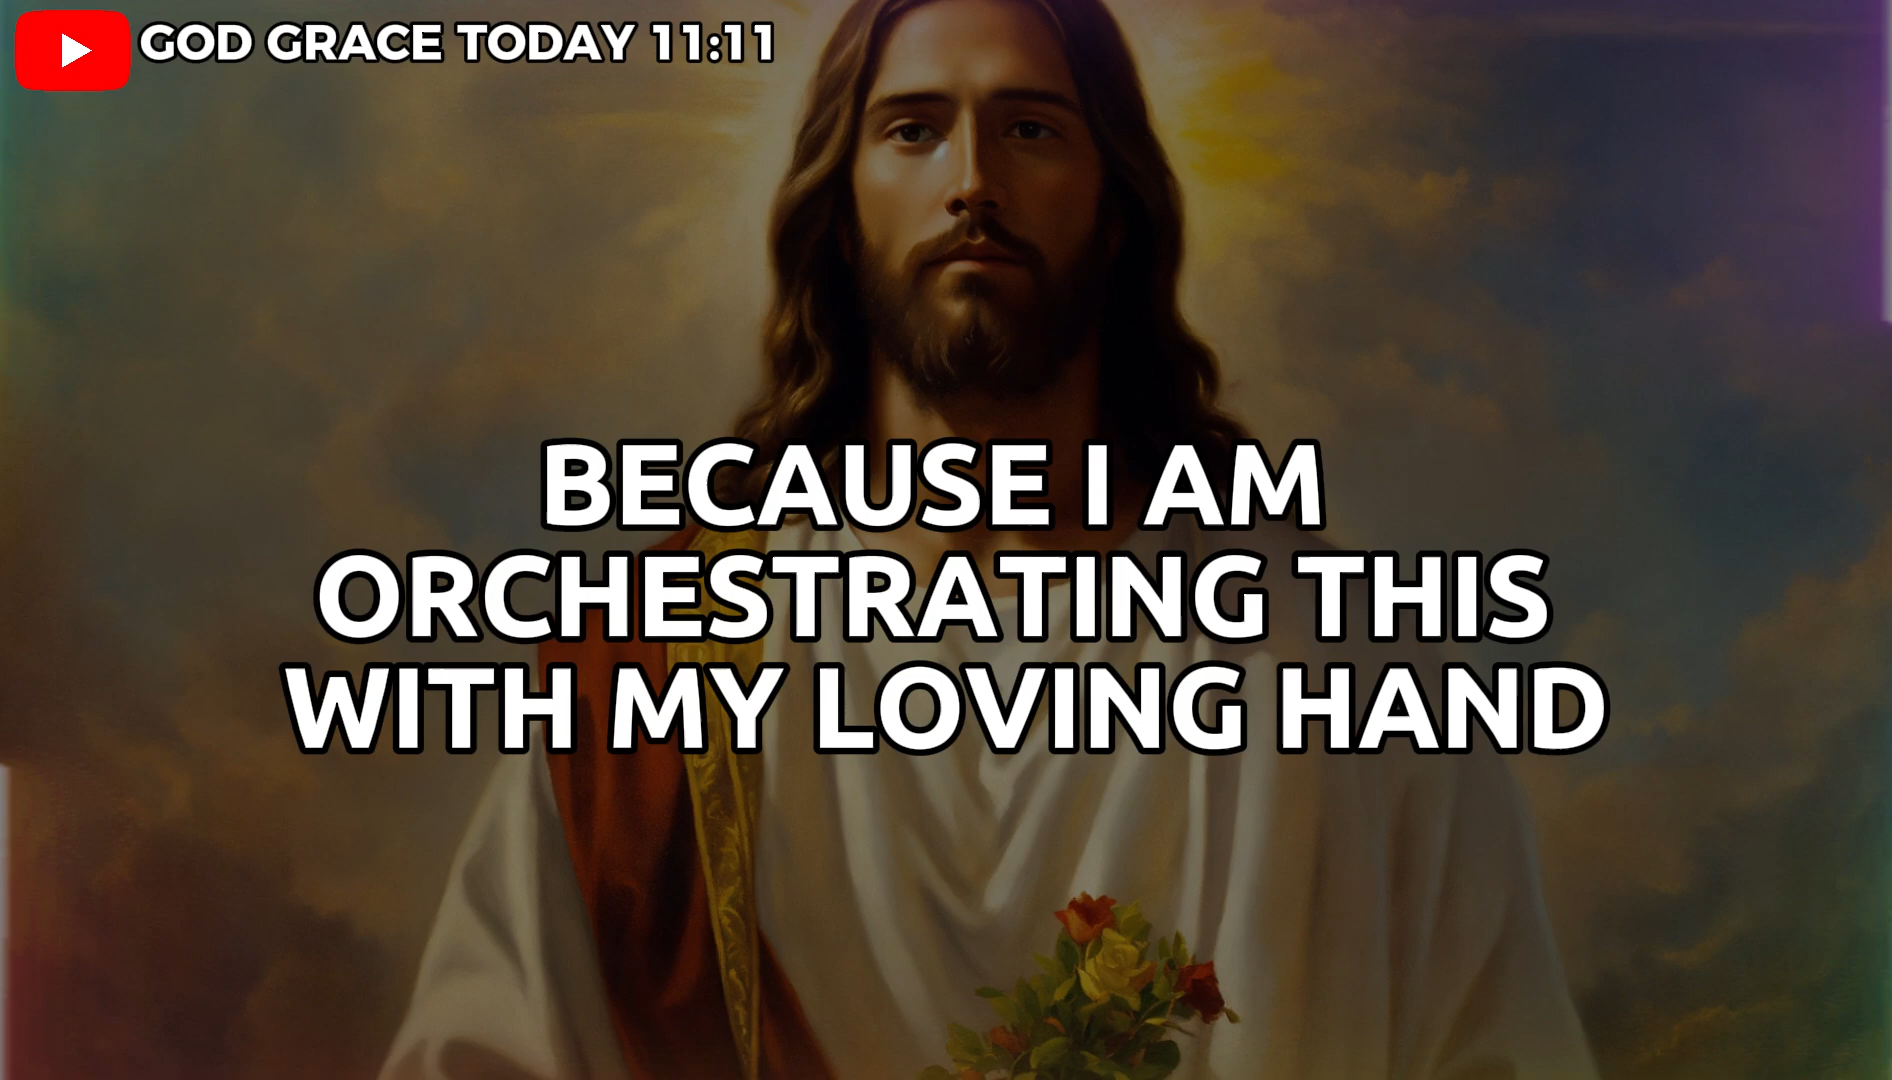 GOD GRACE TODAY 11:11
BECAUSE I AM
ORCHESTRATING THIS
WITH MY LOVING HAND